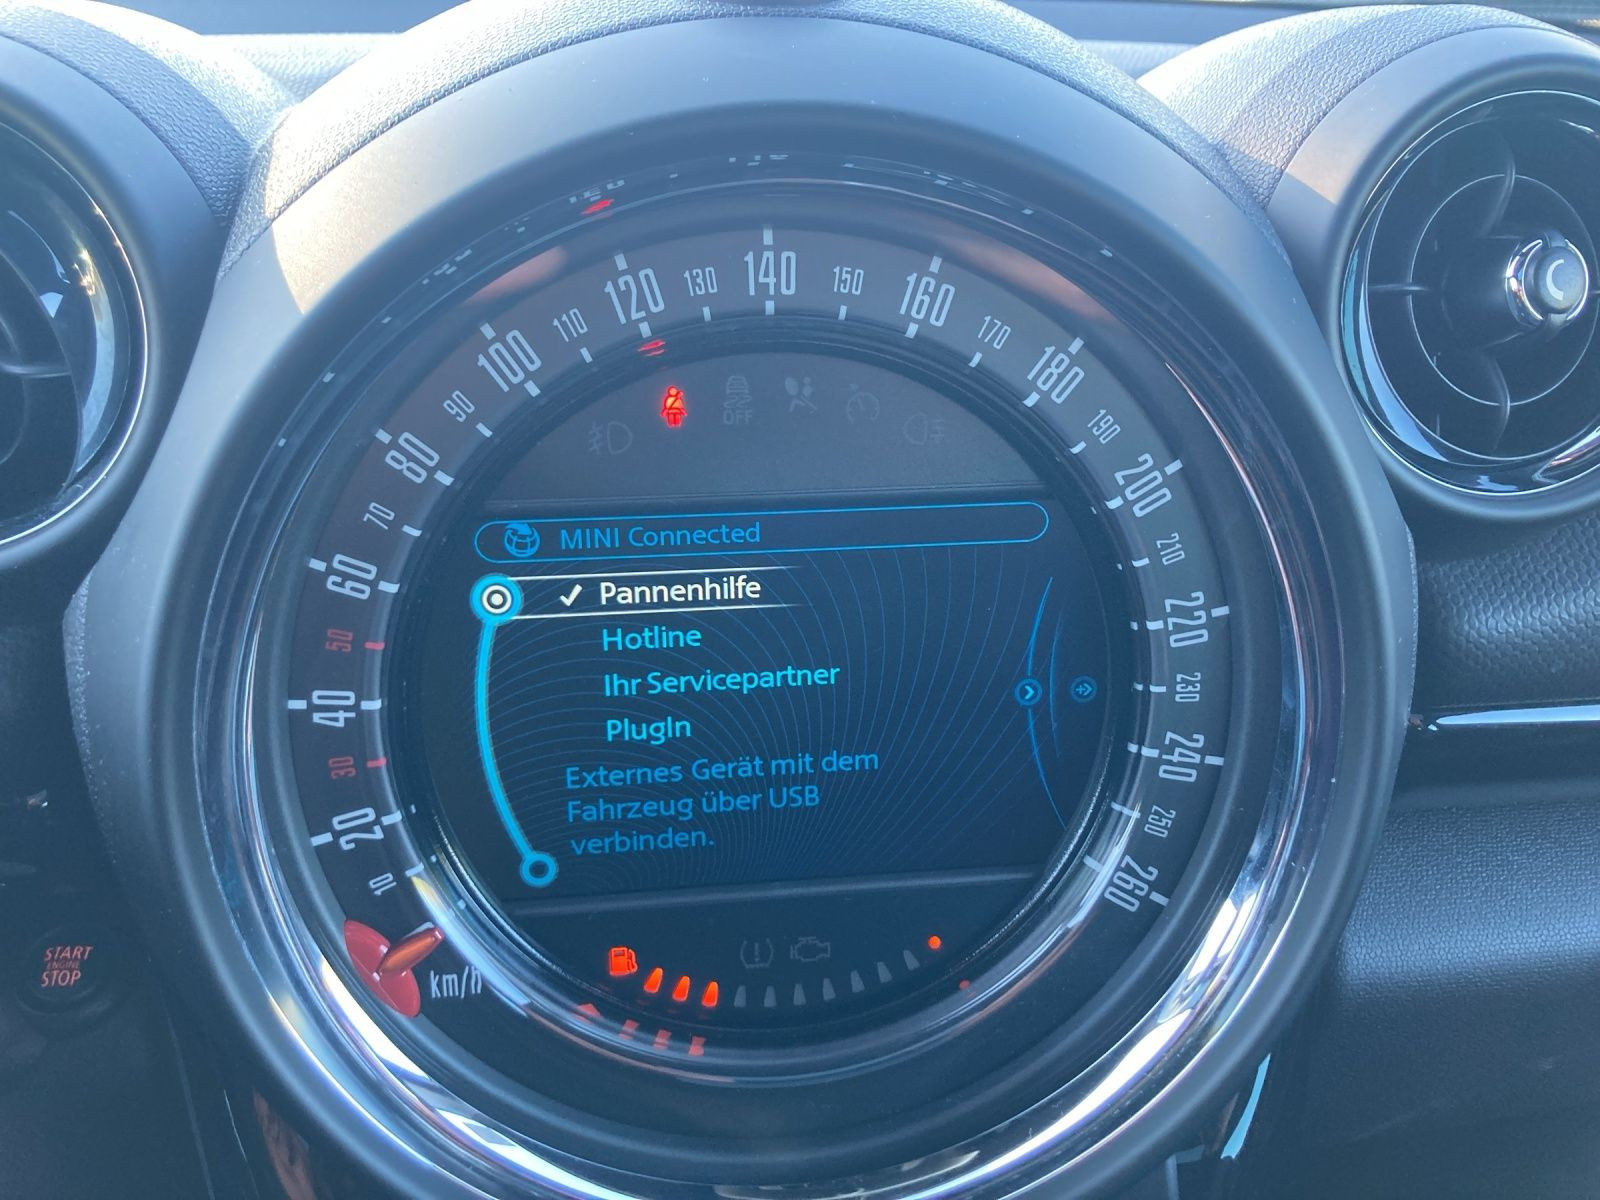 10
20
30
40
50
60
70
80
90
100
110
120
130
140
150
160
170
180
190
200
210
220
230
240
250
260
km/h
OFF
MINI Connected
✓ Pannenhilfe
Hotline
Ihr Servicepartner
PlugIn
Externes Gerät mit dem
Fahrzeug über USB
verbinden.
START
ENGINE
STOP